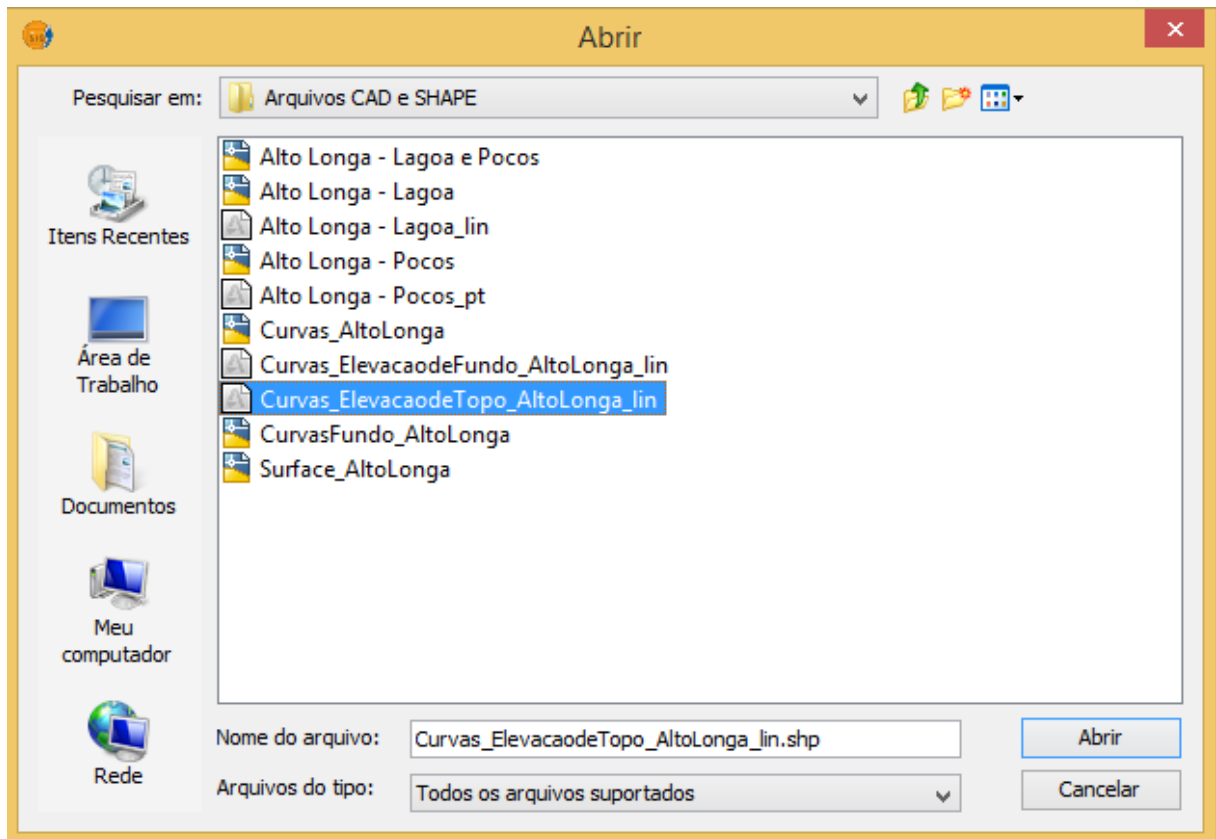 Abrir
Pesquisar em:
Arquivos CAD e SHAPE
Itens Recentes
Área de
Trabalho
Documentos
Meu
computador
Rede
Alto Longa - Lagoa e Pocos
Alto Longa - Lagoa
Alto Longa - Lagoa_lin
Alto Longa - Pocos
Alto Longa - Pocos_pt
Curvas_AltoLonga
Curvas_ElevacaodeFundo_AltoLonga_lin
Curvas_ElevacaodeTopo_AltoLonga_lin
CurvasFundo_AltoLonga
Surface_AltoLonga
Nome do arquivo:
Curvas_ElevacaodeTopo_AltoLonga_lin.shp
Abrir
Arquivos do tipo:
Todos os arquivos suportados
Cancelar